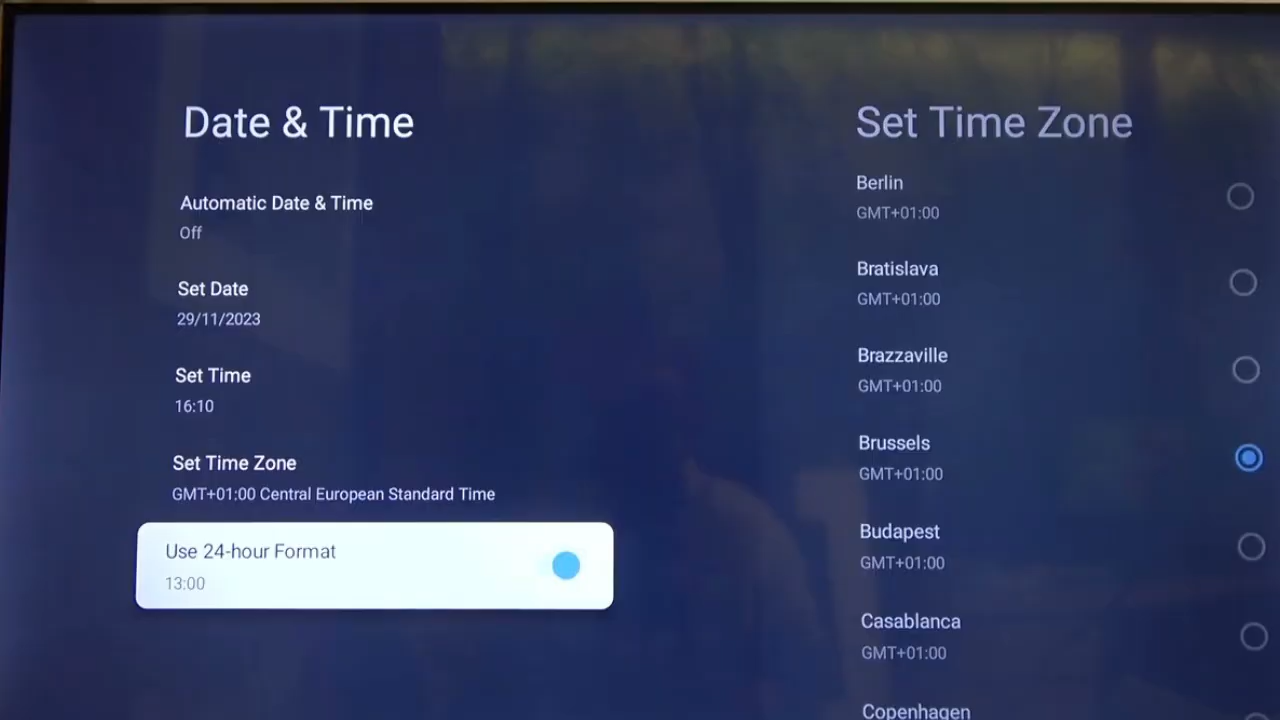 Date & Time
Automatic Date & Time
Off
Set Date
29/11/2023
Set Time
16:10
Set Time Zone
GMT+01:00 Central European Standard Time
Use 24-hour Format
13:00
Set Time Zone
Berlin
GMT+01:00
Bratislava
GMT+01:00
Brazzaville
GMT+01:00
Brussels
GMT+01:00
Budapest
GMT+01:00
Casablanca
GMT+01:00
Copenhagen